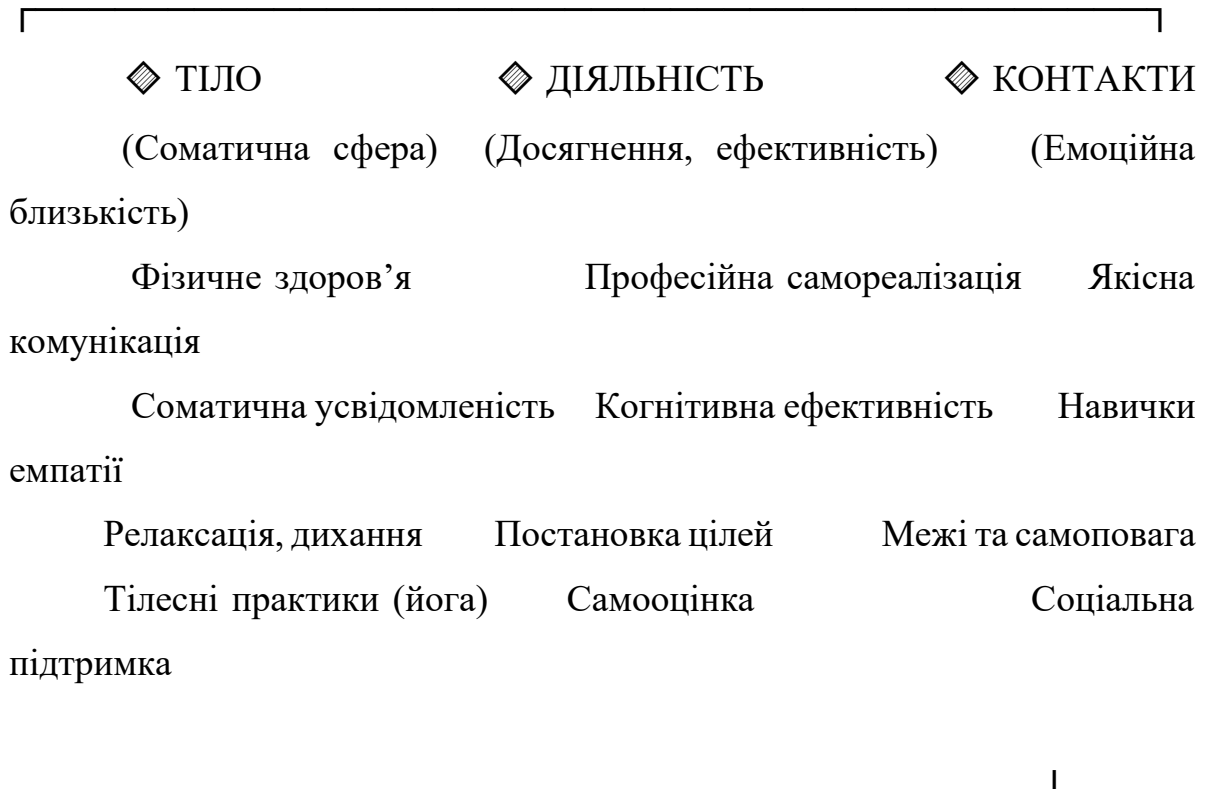 ТІЛО ДІЯЛЬНІСТЬ КОНТАКТИ
(Соматична сфера) (Досягнення, ефективність) (Емоційна
близькість)
Фізичне здоров’я Професійна самореалізація Якісна
комунікація
Соматична усвідомленість Когнітивна ефективність Навички
емпатії
Релаксація, дихання Постановка цілей Межі та самоповага
Тілесні практики (йога) Самооцінка Соціальна
підтримка